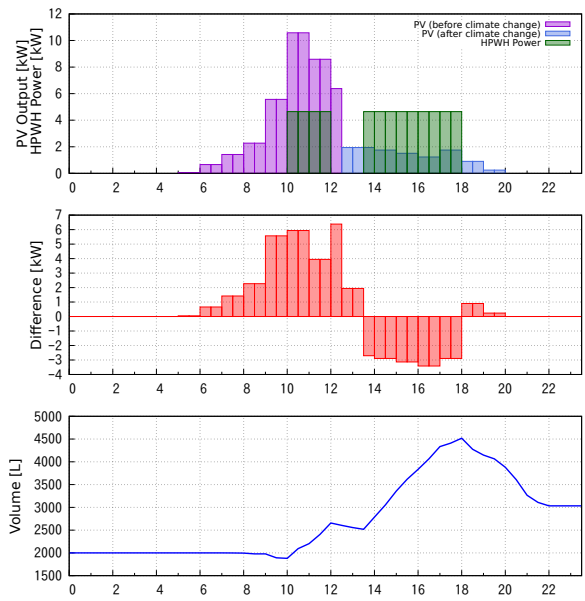 PV Output [kW]
HPWH Power [kW]
12
10
8
6
4
2
0
PV (before climate change)
PV (after climate change)
HPWH Power
0 2 4 6 8 10 12 14 16 18 20 22
Difference [kW]
7
6
5
4
3
2
1
0
−1
−2
−3
−4
0 2 4 6 8 10 12 14 16 18 20 22
Volume [L]
5000
4500
4000
3500
3000
2500
2000
1500
0 2 4 6 8 10 12 14 16 18 20 22